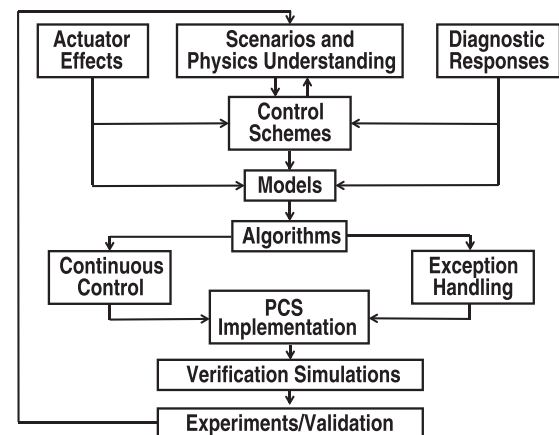 Actuator
Effects
Scenarios and
Physics Understanding
Diagnostic
Responses
Control
Schemes
Models
Algorithms
Continuous
Control
Exception
Handling
PCS
Implementation
Verification Simulations
Experiments/Validation